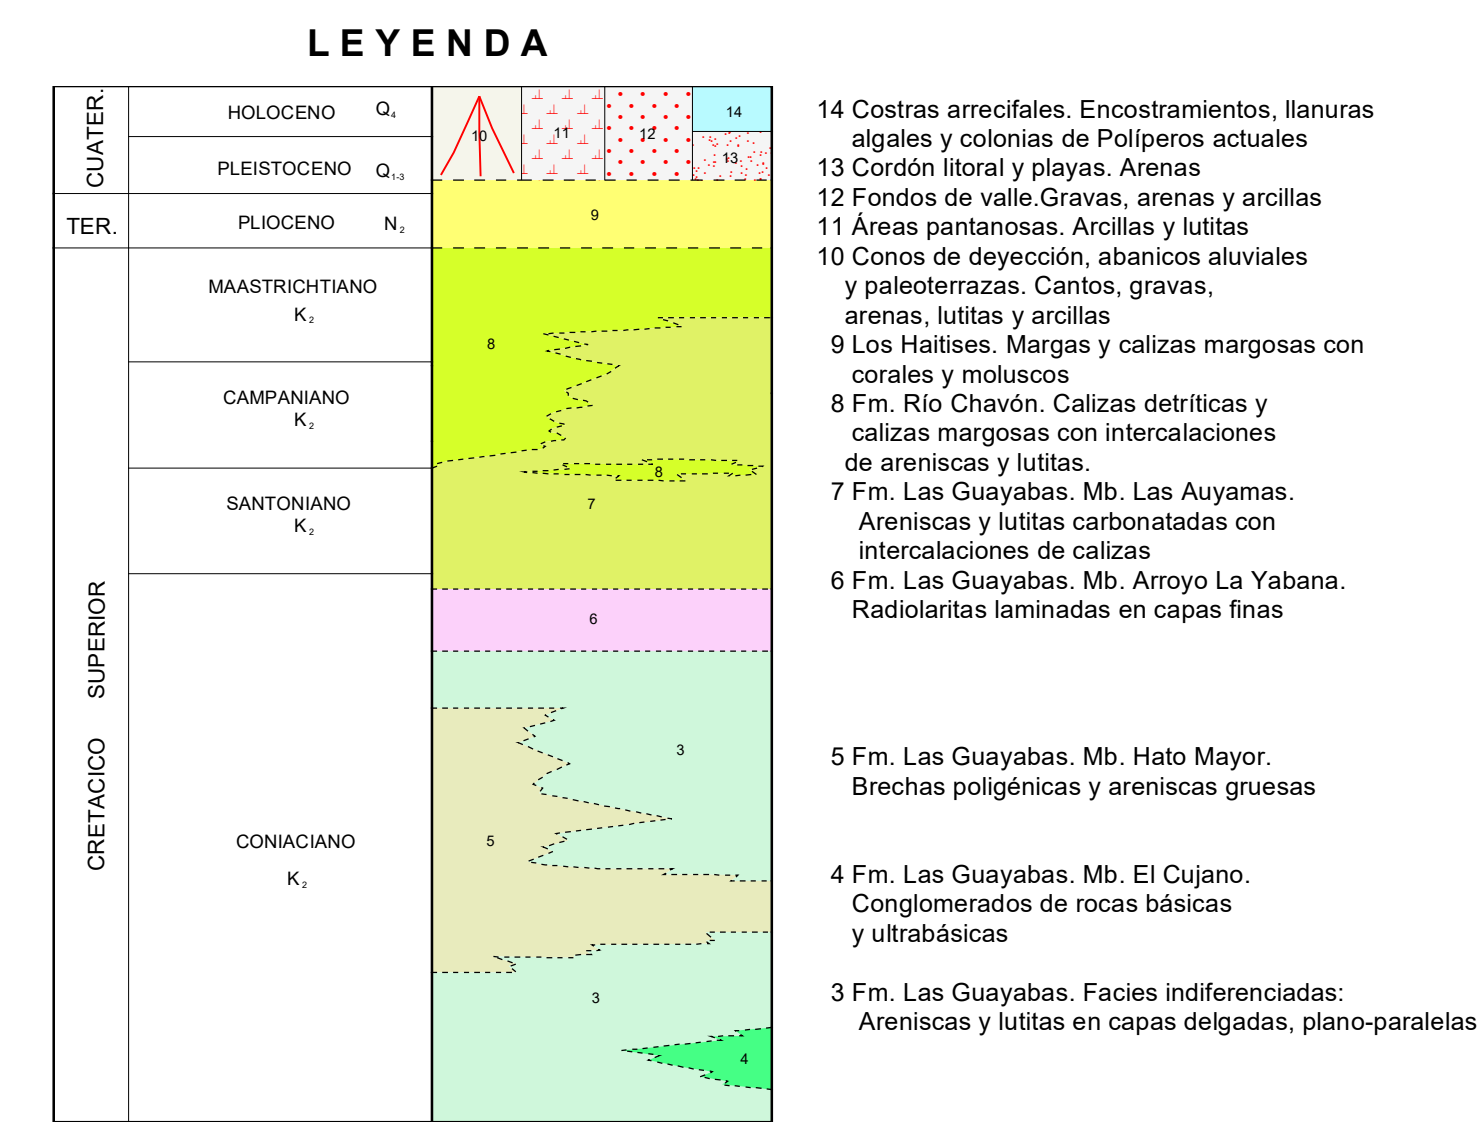 LEYENDA
CUATER.
HOLOCENO Q4
PLEISTOCENO Q1-3
TER.
PLIOCENO N2
CRETACICO SUPERIOR
MAASTRICHTIANO
K2
CAMPANIANO
K2
SANTONIANO
K2
CONIACIANO
K2
10
11
12
14
13
9
8
8
7
6
3
5
3
4
14 Costras arrecifales. Encostramientos, llanuras
algales y colonias de Políperos actuales
13 Cordón litoral y playas. Arenas
12 Fondos de valle.Gravas, arenas y arcillas
11 Áreas pantanosas. Arcillas y lutitas
10 Conos de deyección, abanicos aluviales
y paleoterrazas. Cantos, gravas,
arenas, lutitas y arcillas
9 Los Haitises. Margas y calizas margosas con
corales y moluscos
8 Fm. Río Chavón. Calizas detríticas y
calizas margosas con intercalaciones
de areniscas y lutitas.
7 Fm. Las Guayabas. Mb. Las Auyamas.
Areniscas y lutitas carbonatadas con
intercalaciones de calizas
6 Fm. Las Guayabas. Mb. Arroyo La Yabana.
Radiolaritas laminadas en capas finas
5 Fm. Las Guayabas. Mb. Hato Mayor.
Brechas poligénicas y areniscas gruesas
4 Fm. Las Guayabas. Mb. El Cujano.
Conglomerados de rocas básicas
y ultrabásicas
3 Fm. Las Guayabas. Facies indiferenciadas:
Areniscas y lutitas en capas delgadas, plano-paralelas